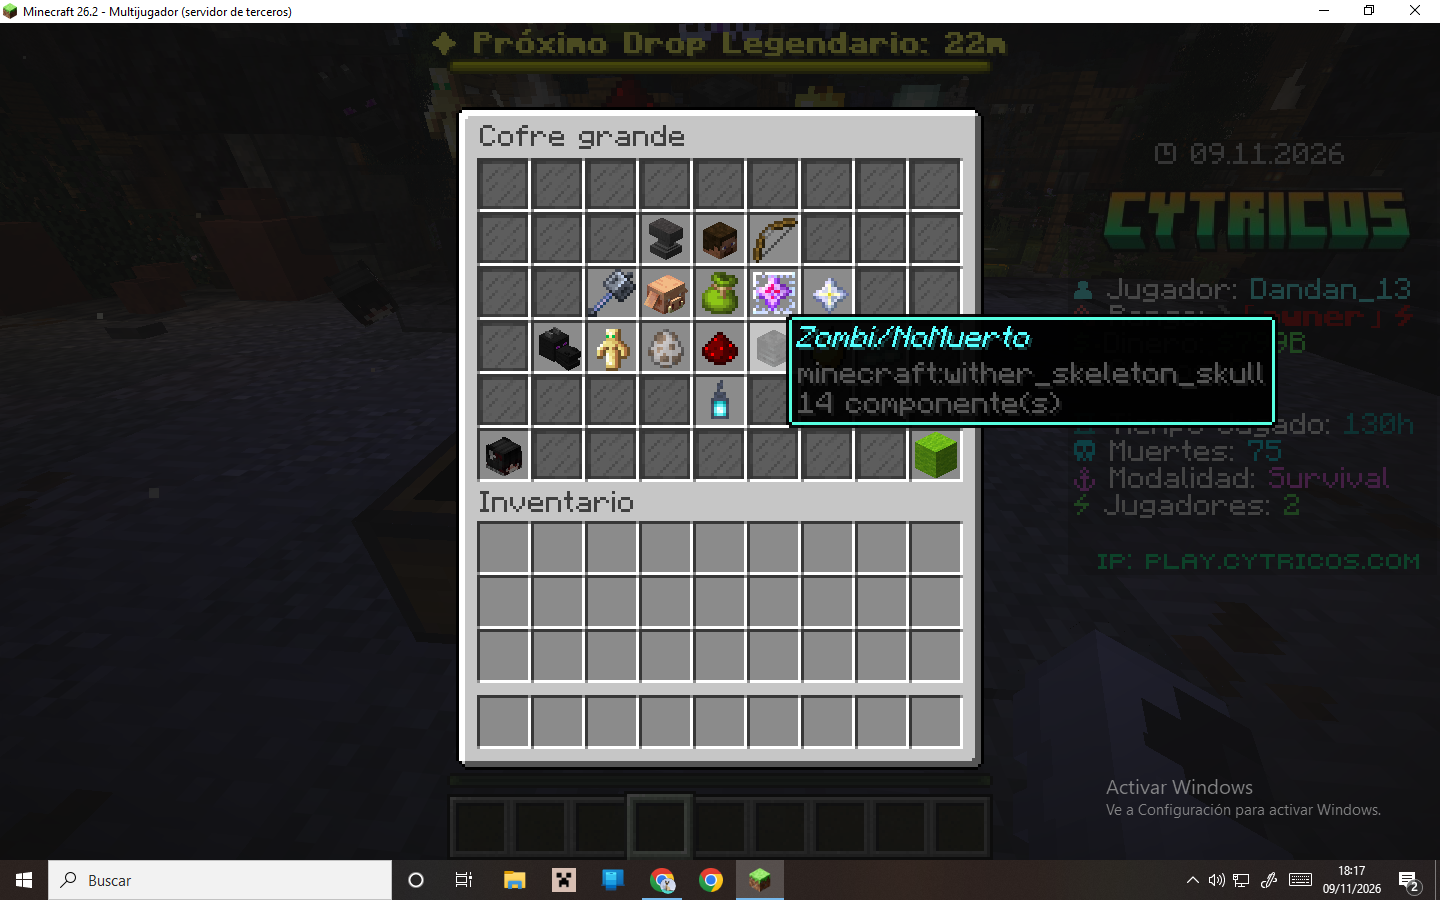 Minecraft 26.2 - Multijugador (servidor de terceros)
Próximo Drop Legendario: 22m
Cofre grande
09.11.2026
CYTRICOS
Jugador: Dandan_13
Zombi/NoMuerto
minecraft:wither_skeleton_skull
14 componente(s)
130h
Muertes: 75
Modalidad: Survival
Jugadores: 2
IP: PLAY.CYTRICOS.COM
Inventario
Activar Windows
Ve a Configuración para activar Windows.
Buscar
18:17
09/11/2026
2